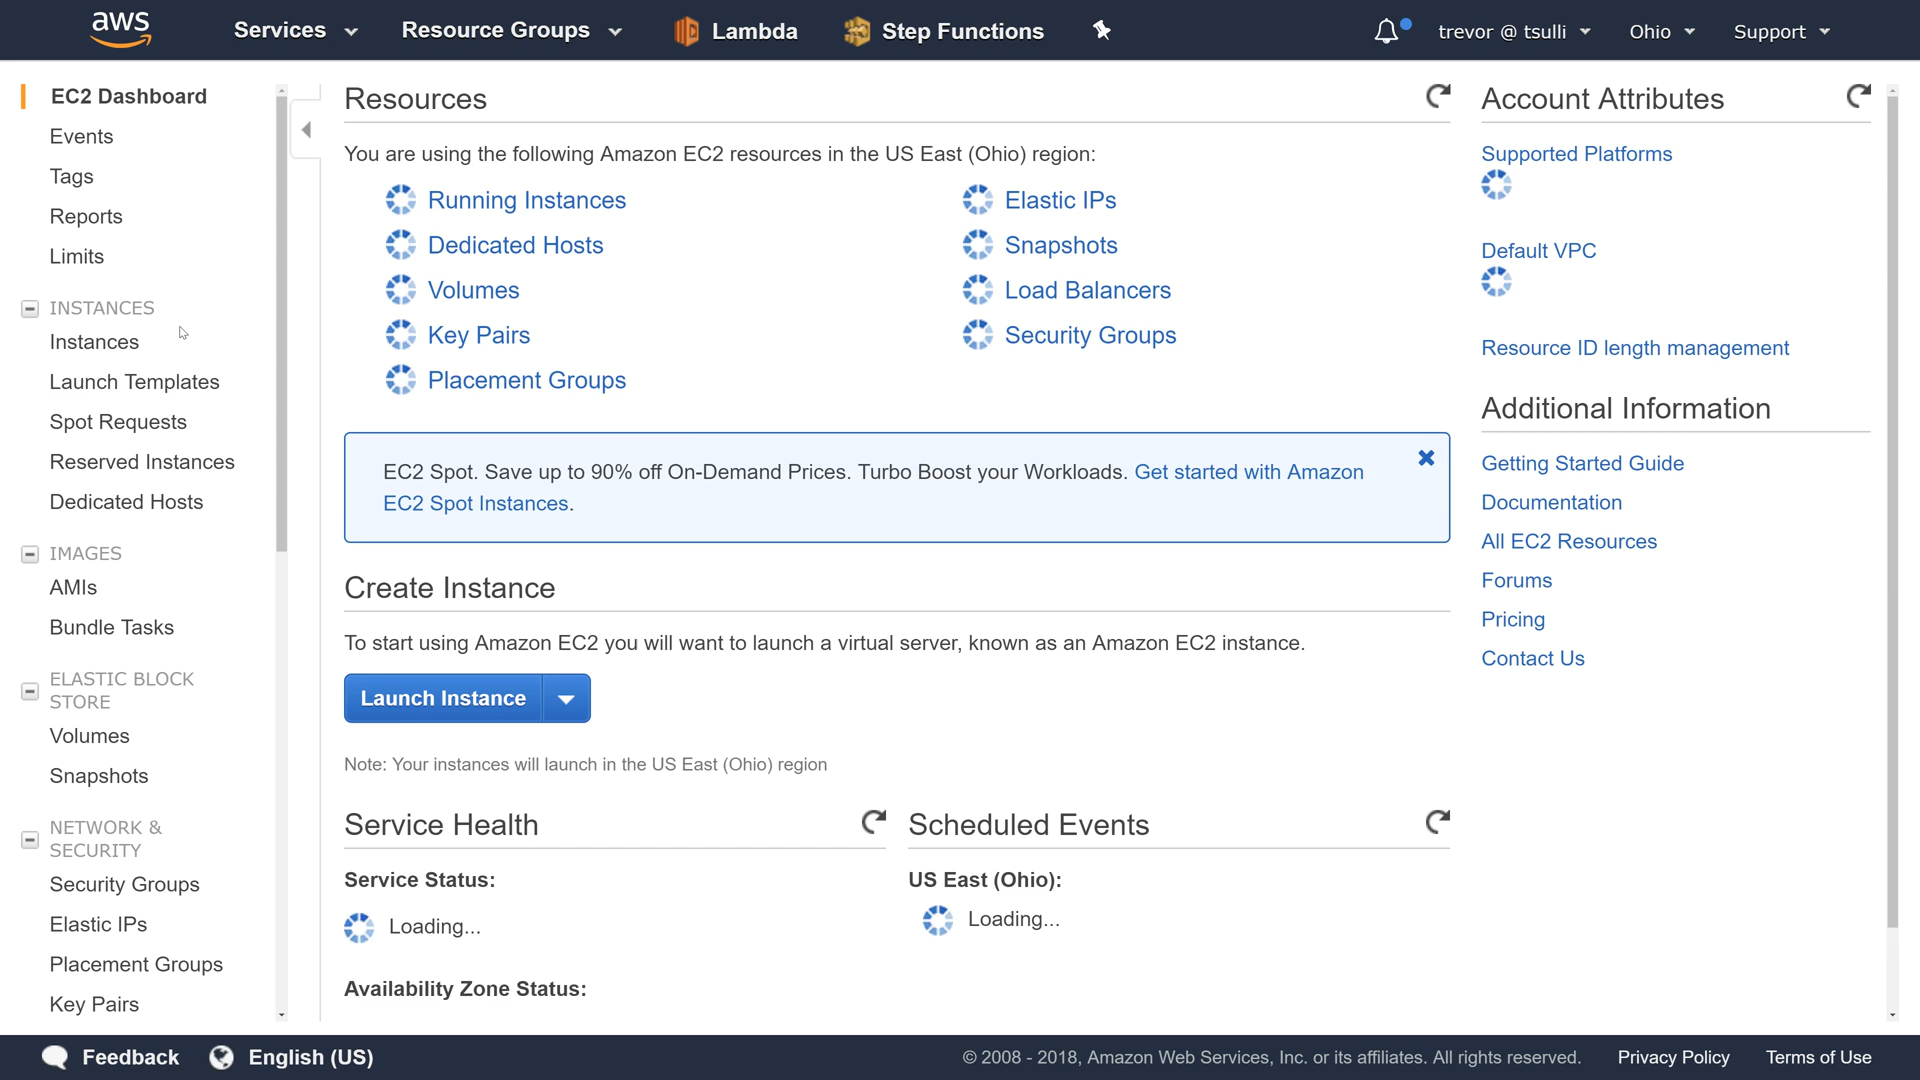 aws
Services
Resource Groups
Lambda
Step Functions
trevor @ tsulli
Ohio
Support
EC2 Dashboard
Events
Tags
Reports
Limits
INSTANCES
Instances
Launch Templates
Spot Requests
Reserved Instances
Dedicated Hosts
IMAGES
AMIs
Bundle Tasks
ELASTIC BLOCK
STORE
Volumes
Snapshots
NETWORK &
SECURITY
Security Groups
Elastic IPs
Placement Groups
Key Pairs
Resources
You are using the following Amazon EC2 resources in the US East (Ohio) region:
Running Instances
Elastic IPs
Dedicated Hosts
Snapshots
Volumes
Load Balancers
Key Pairs
Security Groups
Placement Groups
EC2 Spot. Save up to 90% off On-Demand Prices. Turbo Boost your Workloads. Get started with Amazon
EC2 Spot Instances.
Create Instance
To start using Amazon EC2 you will want to launch a virtual server, known as an Amazon EC2 instance.
Launch Instance
Note: Your instances will launch in the US East (Ohio) region
Service Health
Service Status:
Loading...
Availability Zone Status:
Scheduled Events
US East (Ohio):
Loading...
Account Attributes
Supported Platforms
Default VPC
Resource ID length management
Additional Information
Getting Started Guide
Documentation
All EC2 Resources
Forums
Pricing
Contact Us
Feedback
English (US)
© 2008 - 2018, Amazon Web Services, Inc. or its affiliates. All rights reserved.
Privacy Policy
Terms of Use